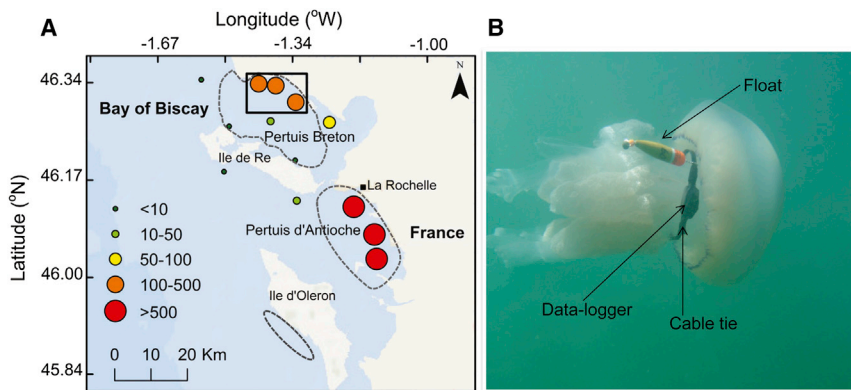 A
Longitude (°W)
-1.67 -1.34 -1.00
Latitude (°N)
46.34
46.17
46.00
45.84
N
Bay of Biscay
Pertuis Breton
Ile de Re
La Rochelle
Pertuis d'Antioche
France
Ile d'Oleron
<10
10-50
50-100
100-500
>500
0 10 20 Km
B
Float
Data-logger
Cable tie